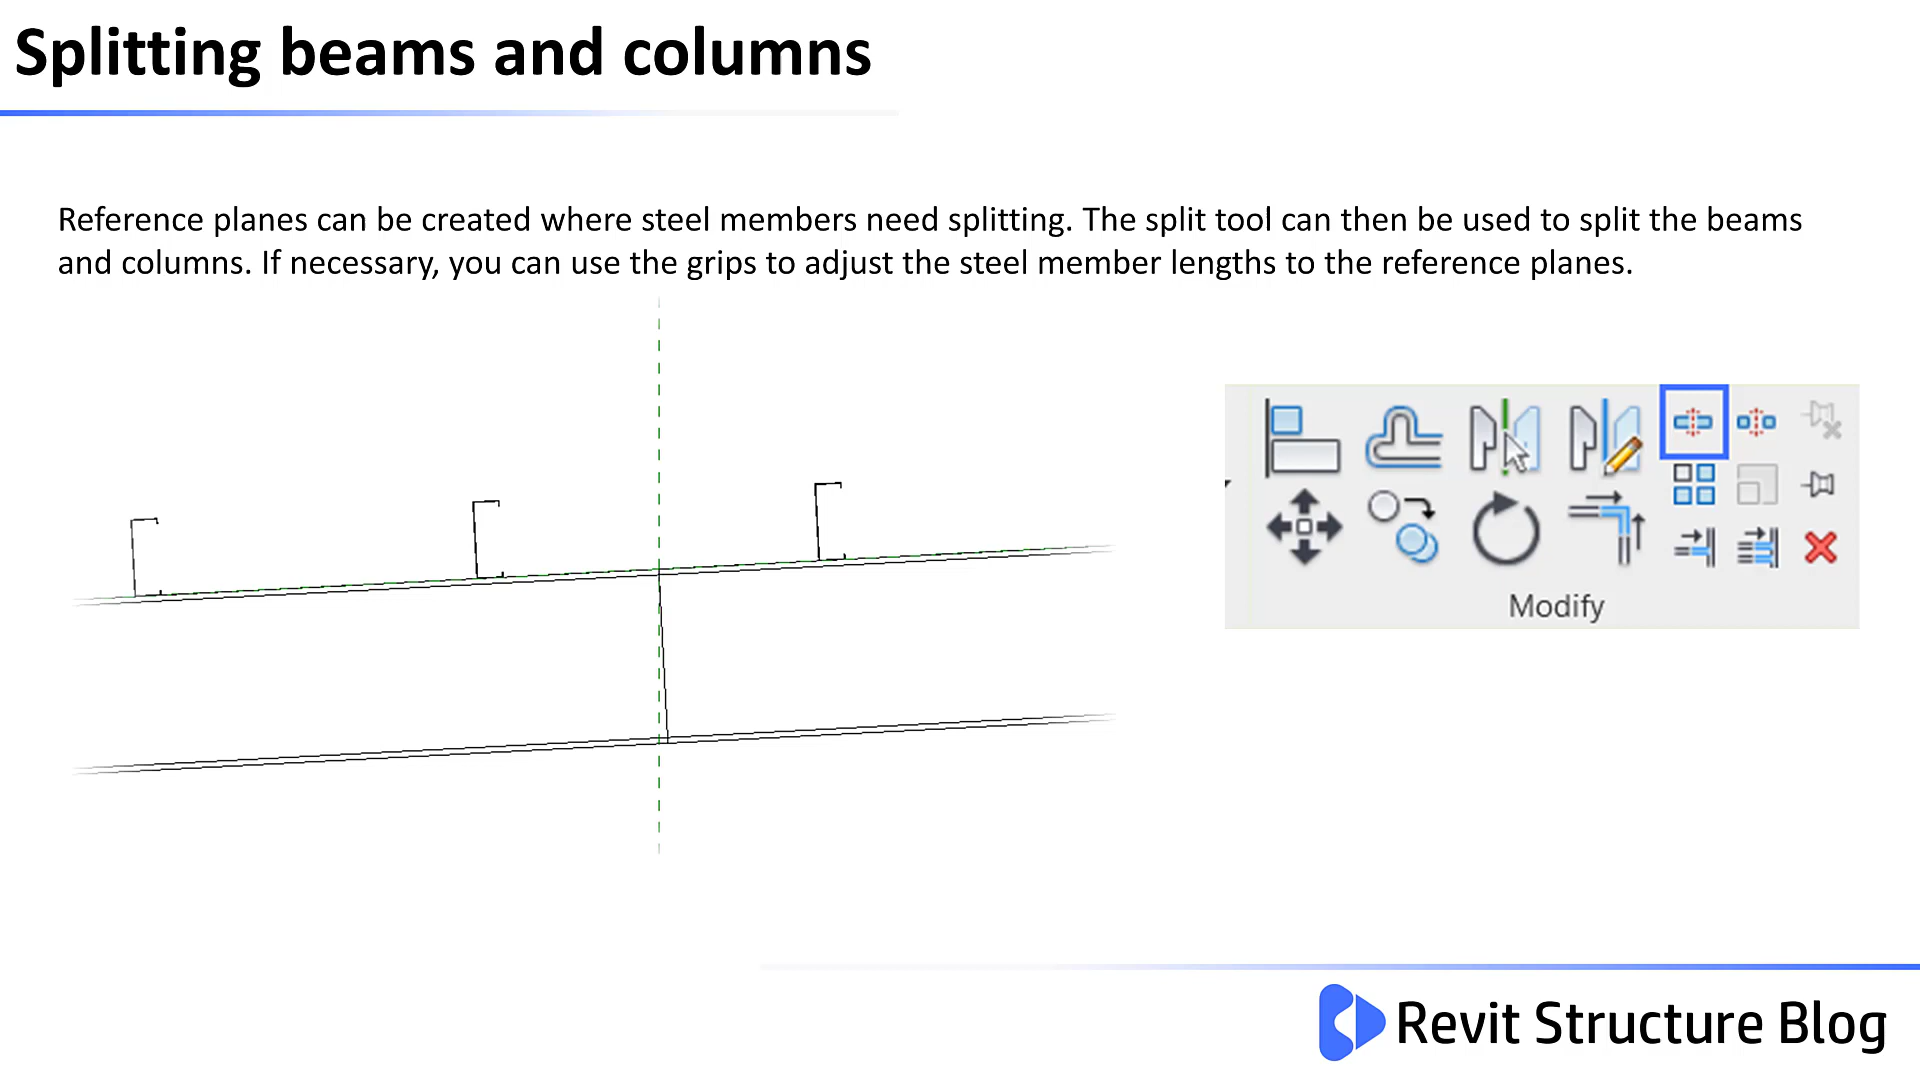 Splitting beams and columns
Reference planes can be created where steel members need splitting. The split tool can then be used to split the beams
and columns. If necessary, you can use the grips to adjust the steel member lengths to the reference planes.
Modify
Revit Structure Blog